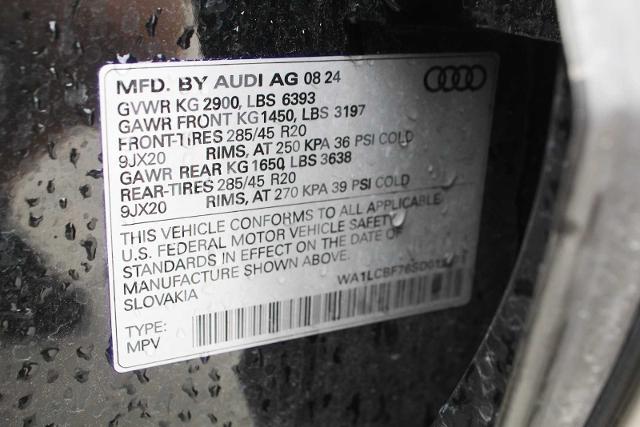 MFD. BY AUDI AG 08 24
GVWR KG 2900, LBS 6393
GAWR FRONT KG 1450, LBS 3197
FRONT-TIRES 285/45 R20
9JX20 RIMS, AT 250 KPA 36 PSI COLD
GAWR REAR KG 1650 LBS 3638
REAR-TIRES 285/45 R20
9JX20 RIMS, AT 270 KPA 39 PSI COLD
THIS VEHICLE CONFORMS TO ALL APPLICABLE
U.S. FEDERAL MOTOR VEHICLE SAFETY
STANDARDS IN EFFECT ON THE DATE OF
MANUFACTURE SHOWN ABOVE.
SLOVAKIA
TYPE:
MPV